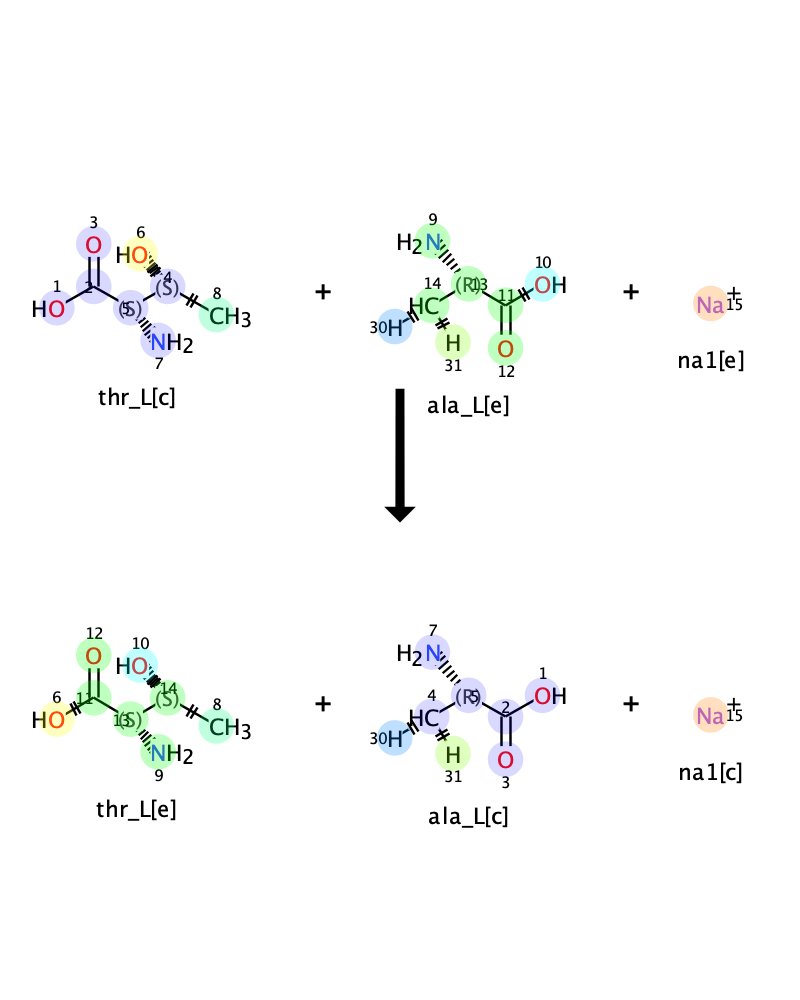 3 6 9 10
O HO H2N OH
1 2 4 14 (R) 13 11 +
HO (S) 5 (S) 8 CH3 + HC + Na 15
NH2 30 H H O
7 31 12 na1[e]
thr_L[c] ala_L[e]
12 10 7 1
O HO H2N OH
6 11 14 4 (R) 5 2 +
HO 13 (S) (S) 8 CH3 + HC + Na 15
NH2 30 H H O
9 31 3 na1[c]
thr_L[e] ala_L[c]